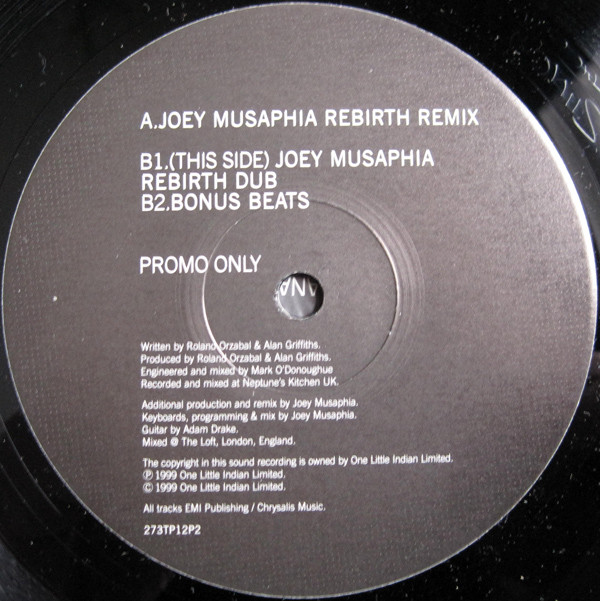 A.JOEY MUSAPHIA REBIRTH REMIX
B1.(THIS SIDE) JOEY MUSAPHIA
REBIRTH DUB
B2.BONUS BEATS
PROMO ONLY
Written by Roland Orzabal & Alan Griffiths.
Produced by Roland Orzabal & Alan Griffiths.
Engineered and mixed by Mark O'Donoughue
Recorded and mixed at Neptune's Kitchen UK.
Additional production and remix by Joey Musaphia.
Keyboards, programming & mix by Joey Musaphia.
Guitar by Adam Drake.
Mixed @ The Loft, London, England.
The copyright in this sound recording is owned by One Little Indian Limited.
℗ 1999 One Little Indian Limited.
© 1999 One Little Indian Limited.
All tracks EMI Publishing / Chrysalis Music.
273TP12P2